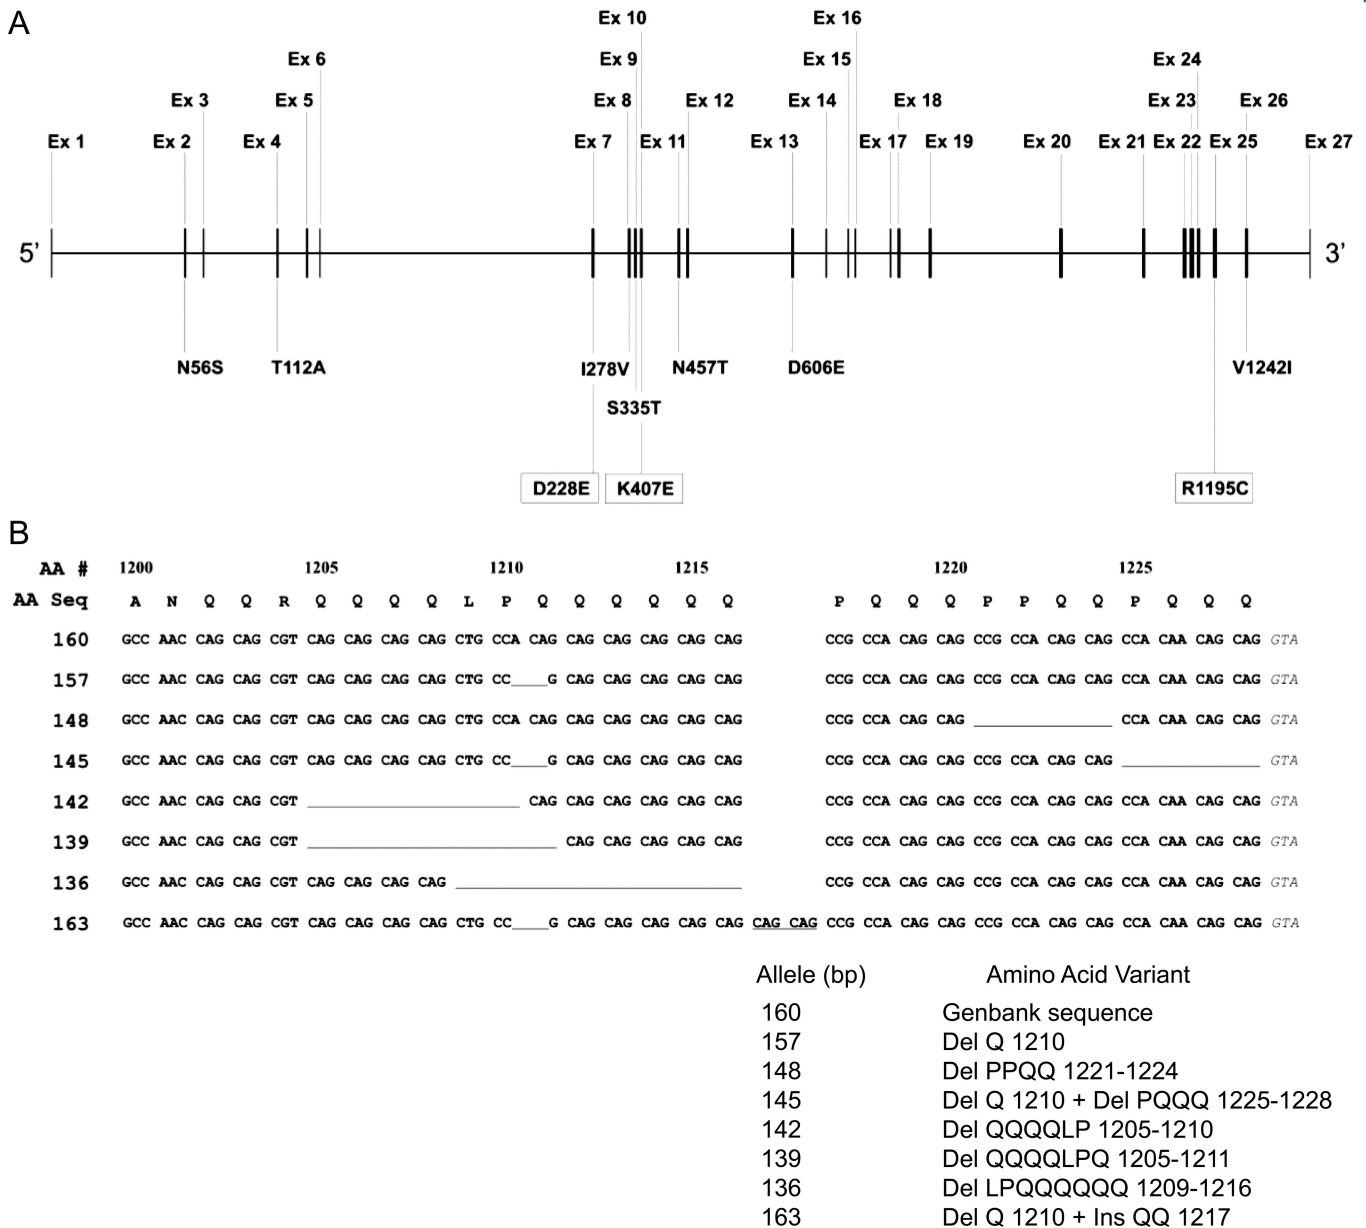 A
Ex 10 Ex 16
Ex 6 Ex 9 Ex 15 Ex 24
Ex 3 Ex 5 Ex 8 Ex 12 Ex 14 Ex 18 Ex 23 Ex 26
Ex 1 Ex 2 Ex 4 Ex 7 Ex 11 Ex 13 Ex 17 Ex 19 Ex 20 Ex 21 Ex 22 Ex 25 Ex 27
5’ 3’
N56S T112A I278V N457T D606E V1242I
S335T
D228E K407E R1195C
B
AA # 1200 1205 1210 1215 1220 1225
AA Seq A N Q Q R Q Q Q Q L P Q Q Q Q Q Q P Q Q Q P P Q Q P Q Q Q
160 GCC AAC CAG CAG CGT CAG CAG CAG CAG CTG CCA CAG CAG CAG CAG CAG CAG CCG CCA CAG CAG CCG CCA CAG CAG CCA CAA CAG CAG GTA
157 GCC AAC CAG CAG CGT CAG CAG CAG CAG CTG CC____G CAG CAG CAG CAG CAG CCG CCA CAG CAG CCG CCA CAG CAG CCA CAA CAG CAG GTA
148 GCC AAC CAG CAG CGT CAG CAG CAG CAG CTG CCA CAG CAG CAG CAG CAG CAG CCG CCA CAG CAG _______________ CCA CAA CAG CAG GTA
145 GCC AAC CAG CAG CGT CAG CAG CAG CAG CTG CC____G CAG CAG CAG CAG CAG CCG CCA CAG CAG CCG CCA CAG CAG _______________ GTA
142 GCC AAC CAG CAG CGT _______________________ CAG CAG CAG CAG CAG CAG CCG CCA CAG CAG CCG CCA CAG CAG CCA CAA CAG CAG GTA
139 GCC AAC CAG CAG CGT ___________________________ CAG CAG CAG CAG CAG CCG CCA CAG CAG CCG CCA CAG CAG CCA CAA CAG CAG GTA
136 GCC AAC CAG CAG CGT CAG CAG CAG CAG _______________________________ CCG CCA CAG CAG CCG CCA CAG CAG CCA CAA CAG CAG GTA
163 GCC AAC CAG CAG CGT CAG CAG CAG CAG CTG CC____G CAG CAG CAG CAG CAG CAG CAG CCG CCA CAG CAG CCG CCA CAG CAG CCA CAA CAG CAG GTA
Allele (bp) Amino Acid Variant
160 Genbank sequence
157 Del Q 1210
148 Del PPQQ 1221-1224
145 Del Q 1210 + Del PQQQ 1225-1228
142 Del QQQQLP 1205-1210
139 Del QQQQLPQ 1205-1211
136 Del LPQQQQQQ 1209-1216
163 Del Q 1210 + Ins QQ 1217